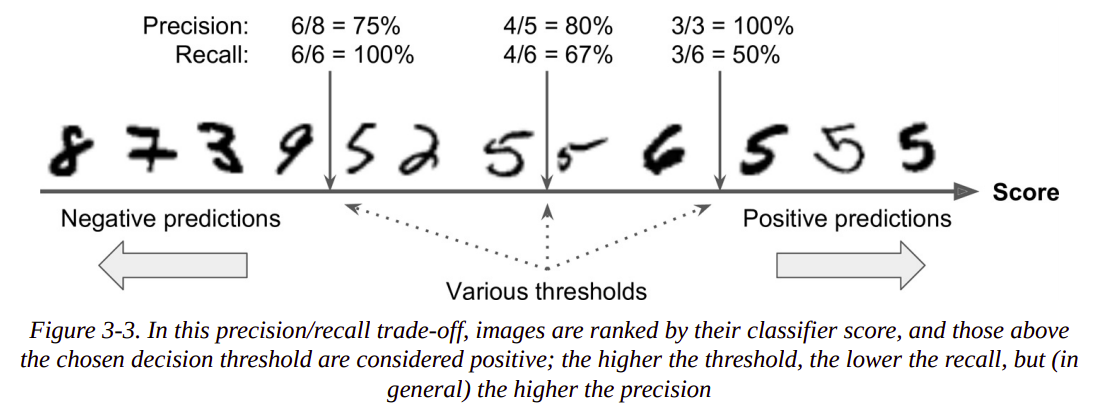 Precision: 6/8 = 75% 4/5 = 80% 3/3 = 100%
Recall: 6/6 = 100% 4/6 = 67% 3/6 = 50%
8 7 3 9 5 2 5 5 6 5 5 5
Score
Negative predictions Positive predictions
Various thresholds
Figure 3-3. In this precision/recall trade-off, images are ranked by their classifier score, and those above
the chosen decision threshold are considered positive; the higher the threshold, the lower the recall, but (in
general) the higher the precision